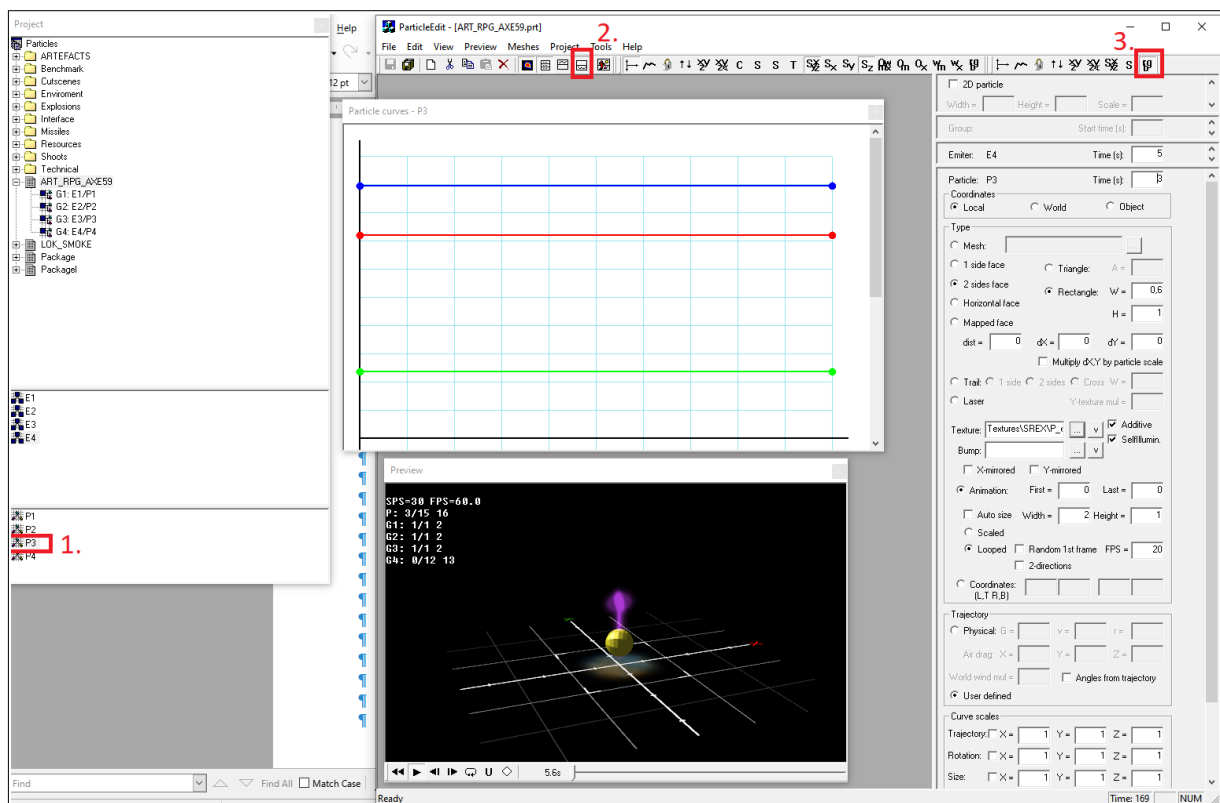 Project
Particles
ARTEFACTS
Benchmark
Cutscenes
Enviroment
Explosions
Interface
Missiles
Resources
Shoots
Technical
ART_RPG_AXE59
G1: E1/P1
G2: E2/P2
G3: E3/P3
G4: E4/P4
LOK_SMOKE
Package
PackageI
E1
E2
E3
E4
P1
P2
P3
P4
1.
Help
12 pt
Find
Find All
Match Case
ParticleEdit - [ART_RPG_AXE59.prt]
2.
3.
File Edit View Preview Meshes Project Tools Help
Particle curves - P3
Preview
SPS=30 FPS=60.0
P: 3/15 16
G1: 1/1 2
G2: 1/1 2
G3: 1/1 2
G4: 0/12 13
5.6s
2D particle
Width = Height = Scale =
Group: Start time (s):
Emiter: E4 Time (s): 5
Particle: P3 Time (s): 3
Coordinates
Local World Object
Type
Mesh: ...
1 side face Triangle: A =
2 sides face Rectangle: W = 0,6
Horizontal face H = 1
Mapped face
dist = 0 dX = 0 dY = 0
Multiply dX,Y by particle scale
Trail: 1 side 2 sides Cross W =
Laser Y-texture mul =
Texture: Textures\SREX\P_ ... v Additive
SelfIllumin.
Bump: ... v
X-mirrored Y-mirrored
Animation: First = 0 Last = 0
Auto size Width = 2 Height = 1
Scaled
Looped Random 1st frame FPS = 20
2-directions
Coordinates:
(L,T R,B)
Trajectory
Physical: G = v = r =
Air drag: X = Y = Z =
World wind mul = Angles from trajectory
User defined
Curve scales
Trajectory: X = 1 Y = 1 Z = 1
Rotation: X = 1 Y = 1 Z = 1
Size: X = 1 Y = 1 Z = 1
Ready
Time: 169 NUM